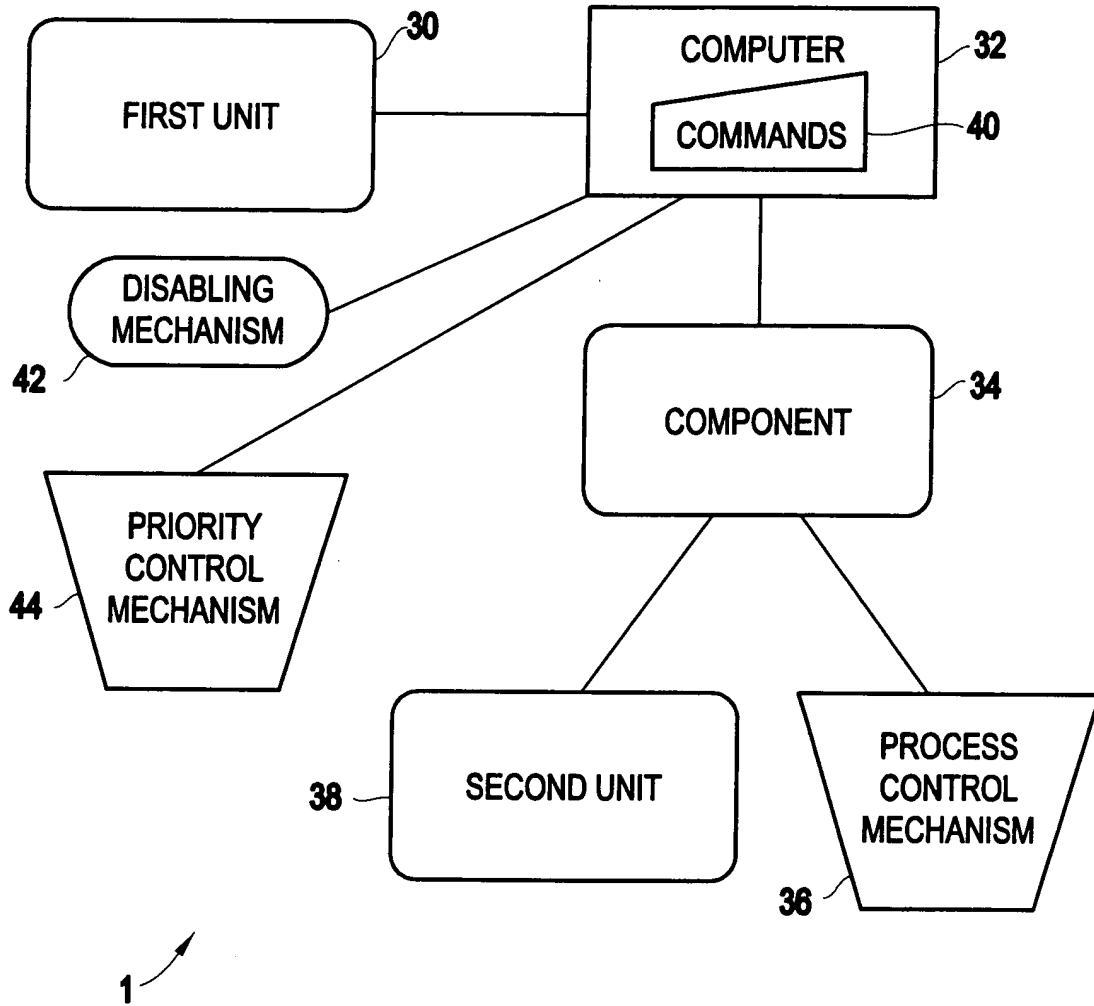 30
COMPUTER
32
FIRST UNIT
COMMANDS
40
DISABLING
MECHANISM
42
34
COMPONENT
PRIORITY
CONTROL
MECHANISM
44
PROCESS
CONTROL
MECHANISM
38
SECOND UNIT
36
1